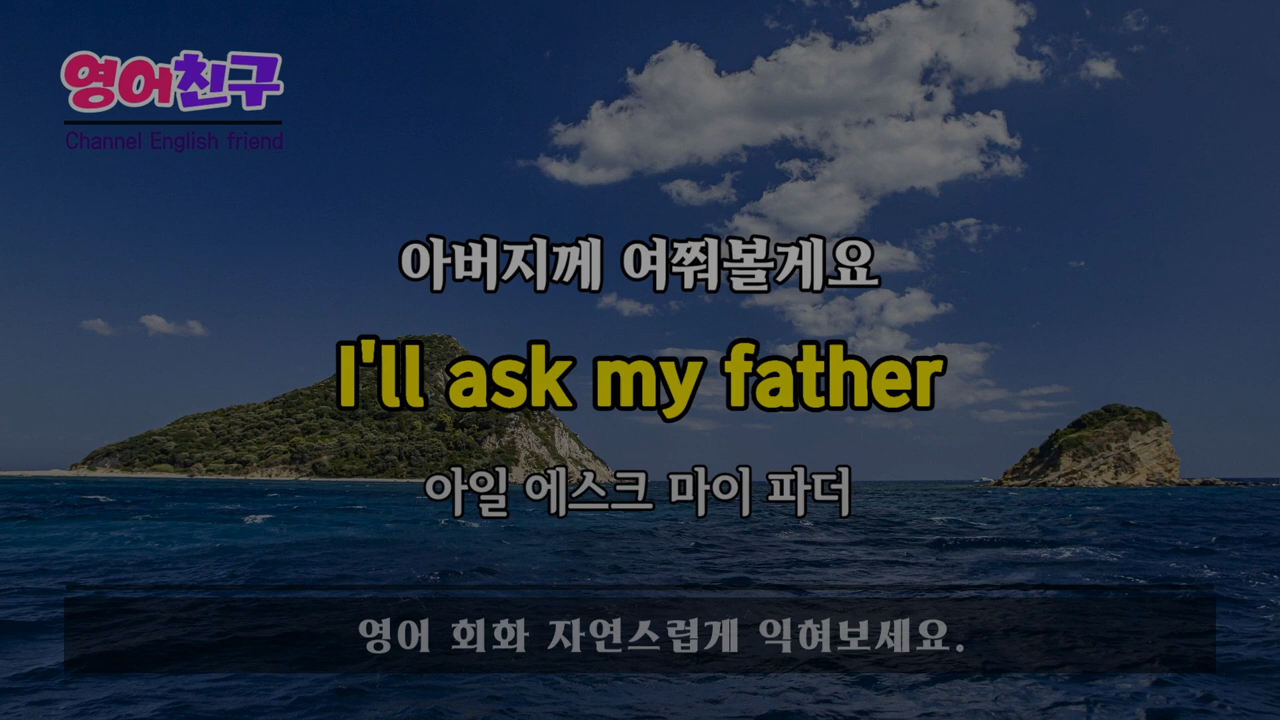 영어친구
Channel English friend
아버지께 여쭤볼게요
I'll ask my father
아일 에스크 마이 파더
영어 회화 자연스럽게 익혀보세요.